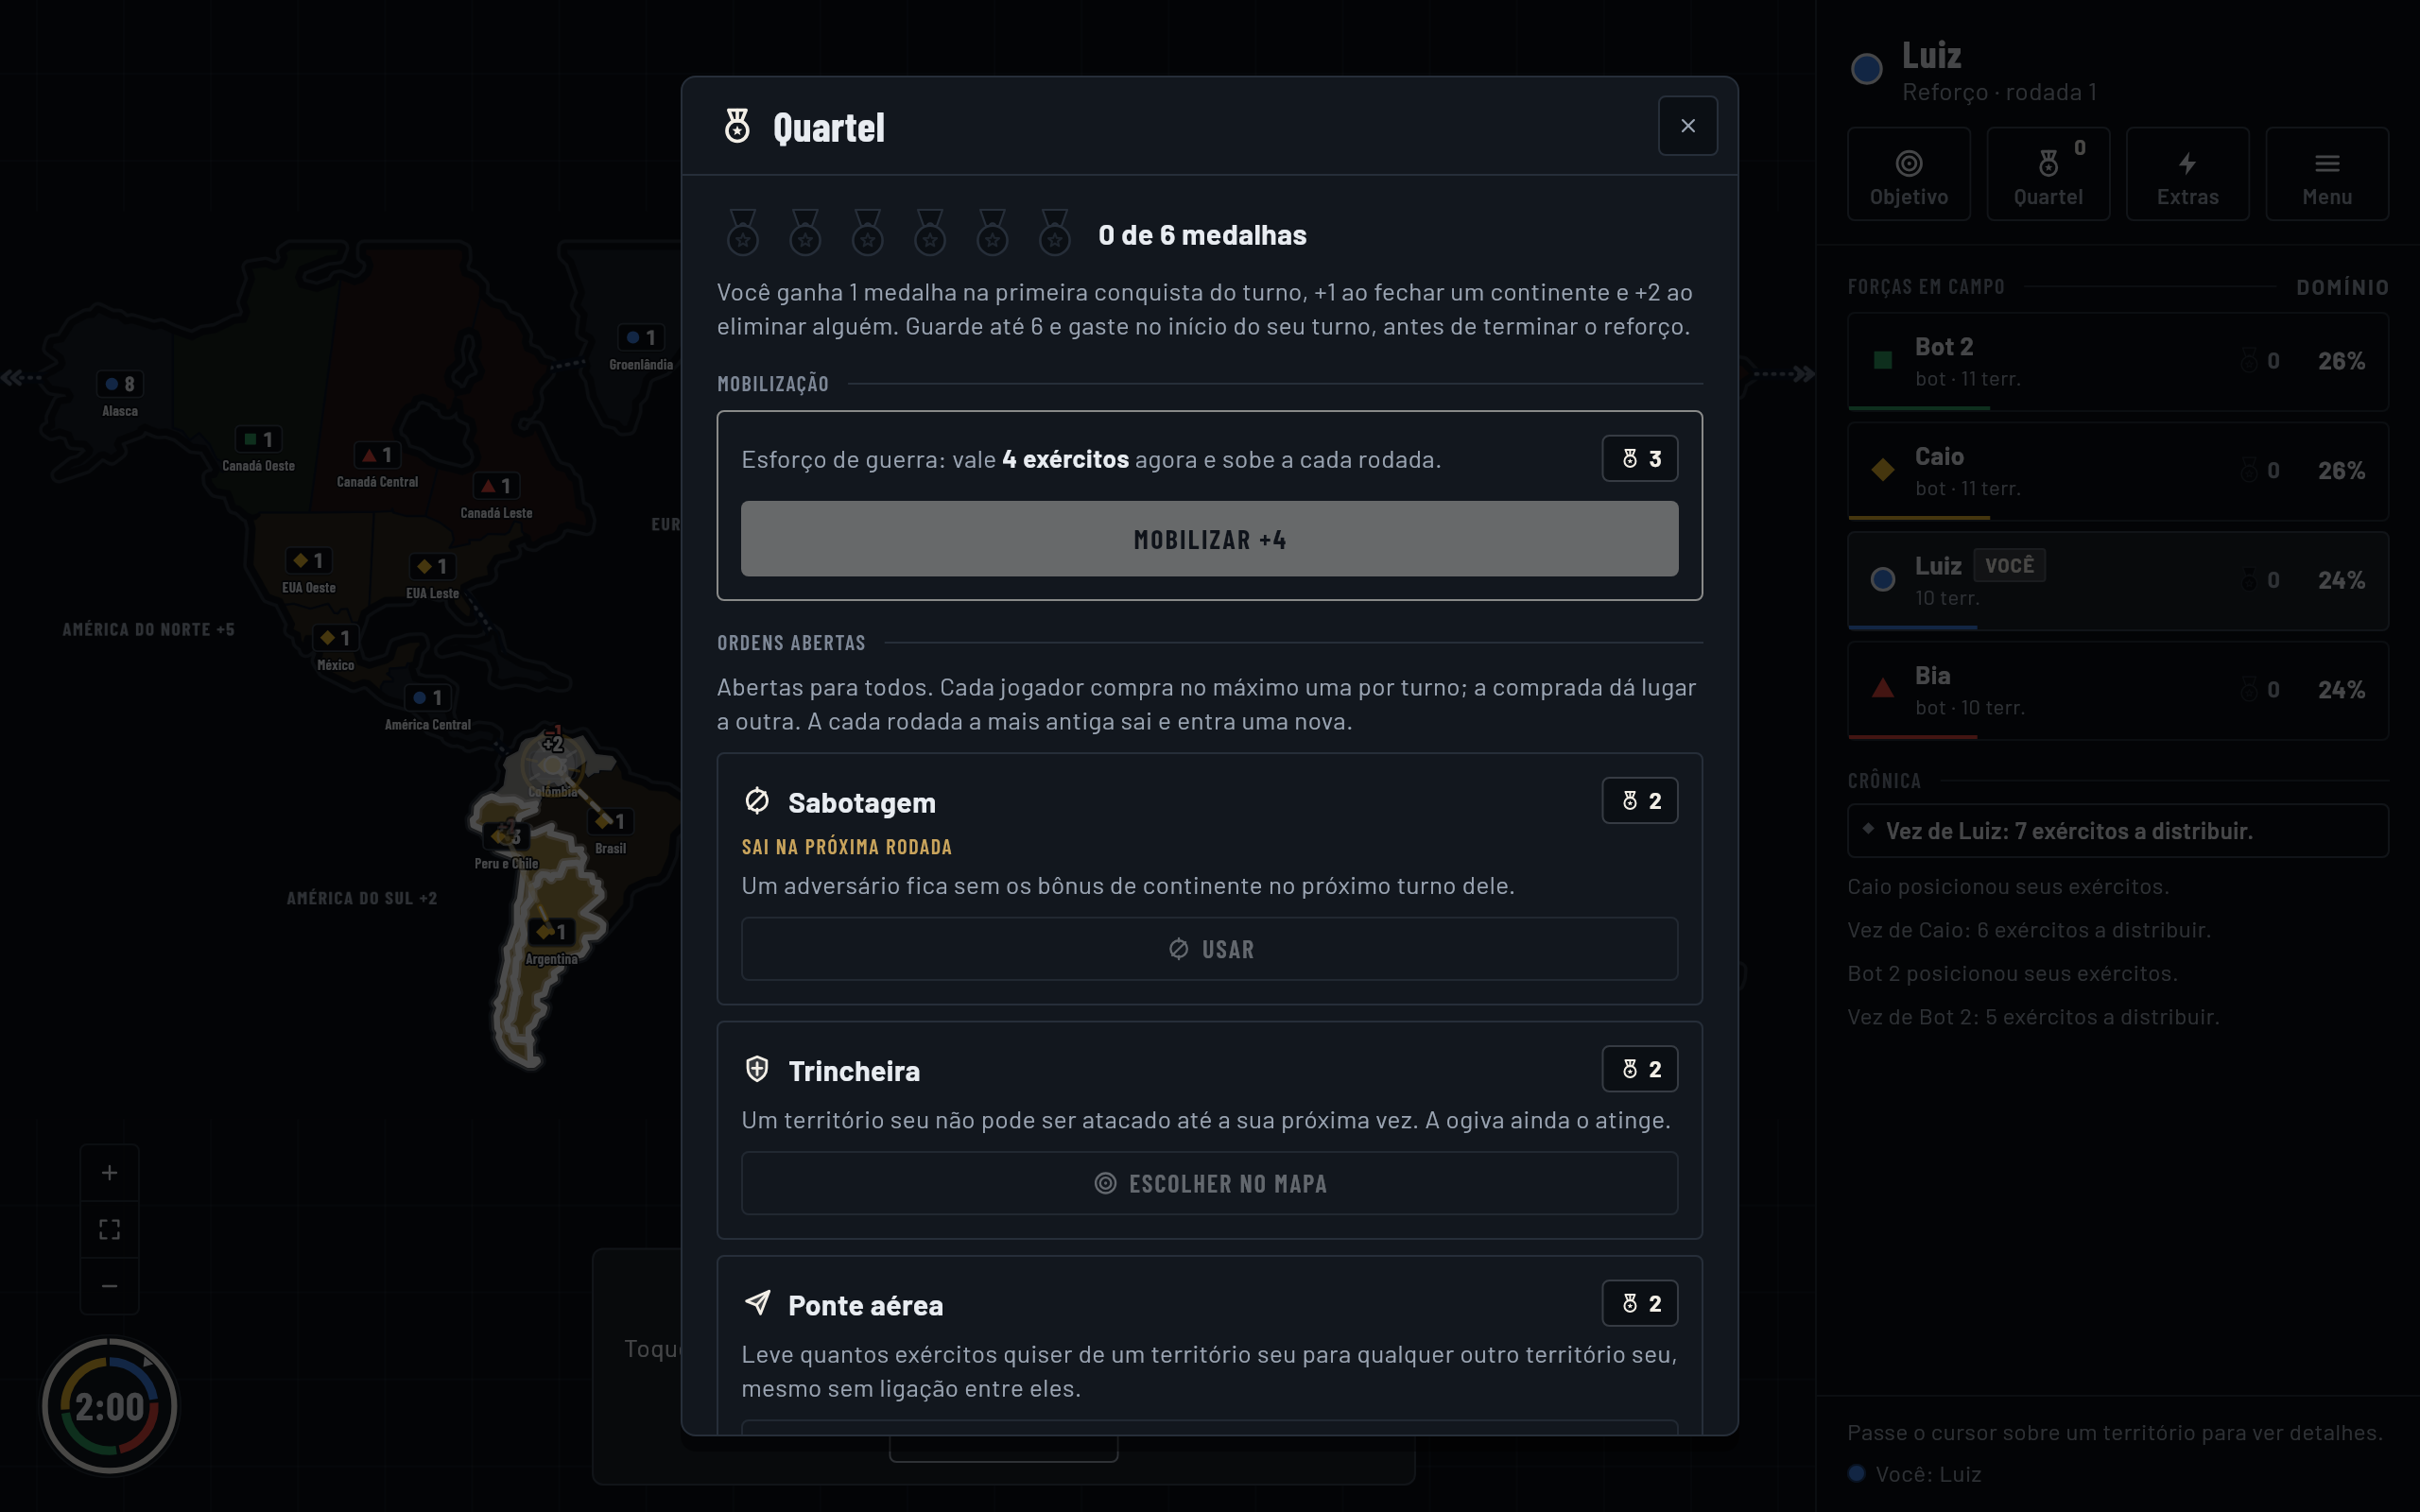 Quartel
0 de 6 medalhas
Você ganha 1 medalha na primeira conquista do turno, +1 ao fechar um continente e +2 ao
eliminar alguém. Guarde até 6 e gaste no início do seu turno, antes de terminar o reforço.
MOBILIZAÇÃO
Esforço de guerra: vale 4 exércitos agora e sobe a cada rodada.
3
MOBILIZAR +4
ORDENS ABERTAS
Abertas para todos. Cada jogador compra no máximo uma por turno; a comprada dá lugar
a outra. A cada rodada a mais antiga sai e entra uma nova.
Sabotagem
2
SAI NA PRÓXIMA RODADA
Um adversário fica sem os bônus de continente no próximo turno dele.
USAR
Trincheira
2
Um território seu não pode ser atacado até a sua próxima vez. A ogiva ainda o atinge.
ESCOLHER NO MAPA
Ponte aérea
2
Leve quantos exércitos quiser de um território seu para qualquer outro território seu,
mesmo sem ligação entre eles.
1
Groenlândia
8
Alasca
1
Canadá Oeste
1
Canadá Central
1
Canadá Leste
EUR
1
EUA Oeste
1
EUA Leste
AMÉRICA DO NORTE +5
1
México
1
América Central
-1
+2
Colômbia
1
Brasil
3
Peru e Chile
AMÉRICA DO SUL +2
1
Argentina
+
−
2:00
Toqu
Luiz
Reforço · rodada 1
Objetivo
0
Quartel
Extras
Menu
FORÇAS EM CAMPO
DOMÍNIO
Bot 2
bot · 11 terr.
0
26%
Caio
bot · 11 terr.
0
26%
Luiz VOCÊ
10 terr.
0
24%
Bia
bot · 10 terr.
0
24%
CRÔNICA
Vez de Luiz: 7 exércitos a distribuir.
Caio posicionou seus exércitos.
Vez de Caio: 6 exércitos a distribuir.
Bot 2 posicionou seus exércitos.
Vez de Bot 2: 5 exércitos a distribuir.
Passe o cursor sobre um território para ver detalhes.
Você: Luiz